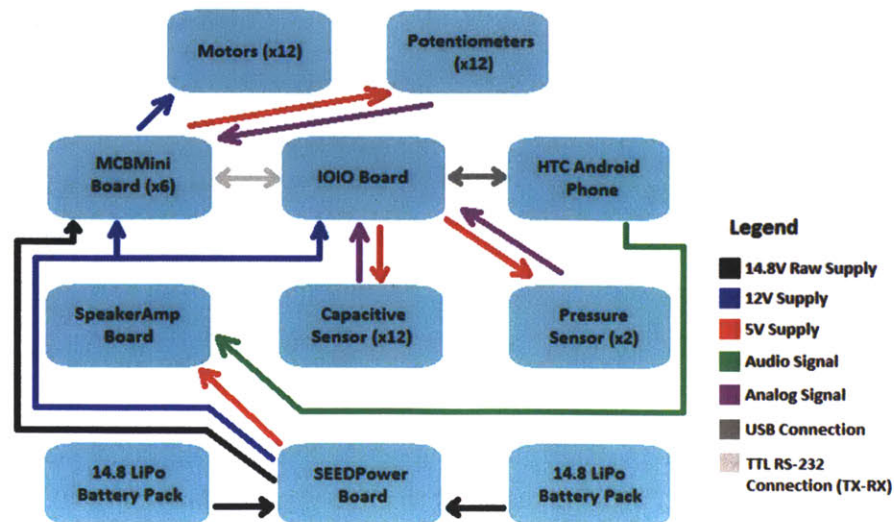 Motors (x12)
Potentiometers
(x12)
MCBMini
Board (x6)
IOIO Board
HTC Android
Phone
SpeakerAmp
Board
Capacitive
Sensor (x12)
Pressure
Sensor (x2)
14.8 LiPo
Battery Pack
SEEDPower
Board
14.8 LiPo
Battery Pack
Legend
14.8V Raw Supply
12V Supply
5V Supply
Audio Signal
Analog Signal
USB Connection
TTL RS-232
Connection (TX-RX)